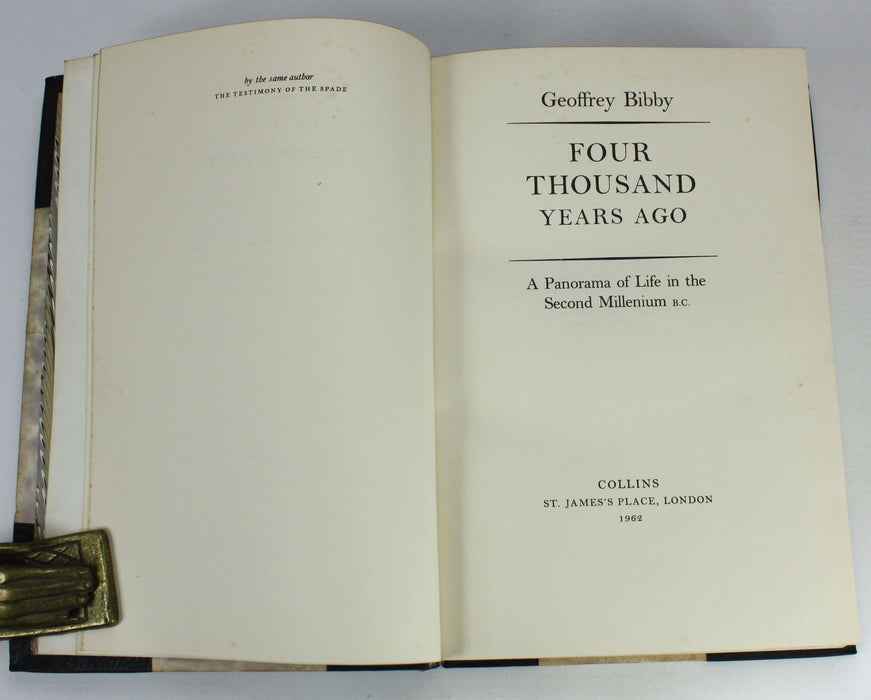 by the same author
THE TESTIMONY OF THE SPADE
Geoffrey Bibby
FOUR
THOUSAND
YEARS AGO
A Panorama of Life in the
Second Millenium B.C.
COLLINS
ST. JAMES'S PLACE, LONDON
1962